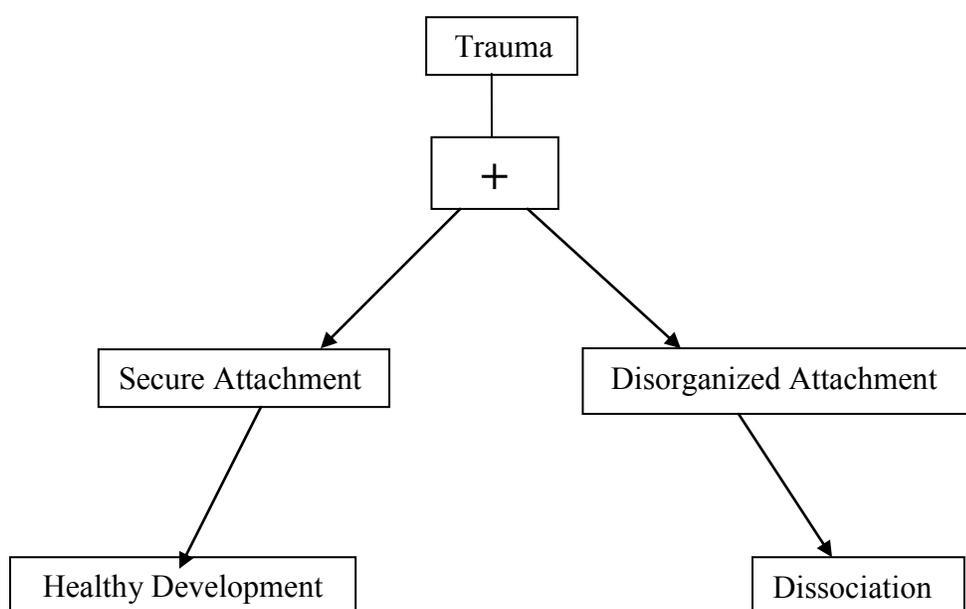 Trauma
+
Secure Attachment
Disorganized Attachment
Healthy Development
Dissociation